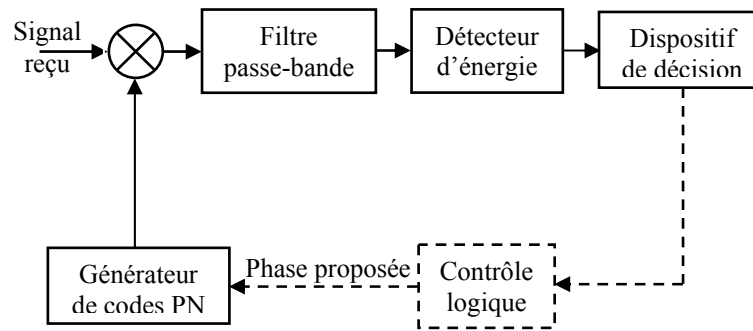 Signal
reçu
Filtre
passe-bande
Détecteur
d'énergie
Dispositif
de décision
Générateur
de codes PN
Phase proposée
Contrôle
logique